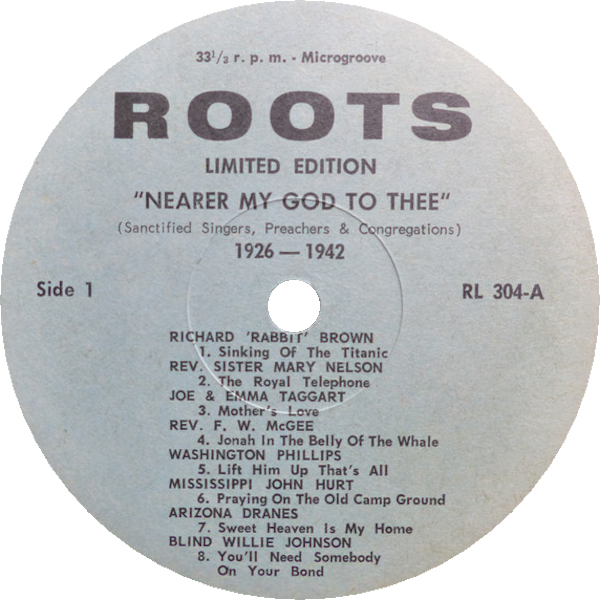 33 1/3 r. p. m. - Microgroove
ROOTS
LIMITED EDITION
"NEARER MY GOD TO THEE"
(Sanctified Singers, Preachers & Congregations)
1926 — 1942
Side 1
RL 304-A
RICHARD 'RABBIT' BROWN
1. Sinking Of The Titanic
REV. SISTER MARY NELSON
2. The Royal Telephone
JOE & EMMA TAGGART
3. Mother's Love
REV. F. W. McGEE
4. Jonah In The Belly Of The Whale
WASHINGTON PHILLIPS
5. Lift Him Up That's All
MISSISSIPPI JOHN HURT
6. Praying On The Old Camp Ground
ARIZONA DRANES
7. Sweet Heaven Is My Home
BLIND WILLIE JOHNSON
8. You'll Need Somebody
On Your Bond